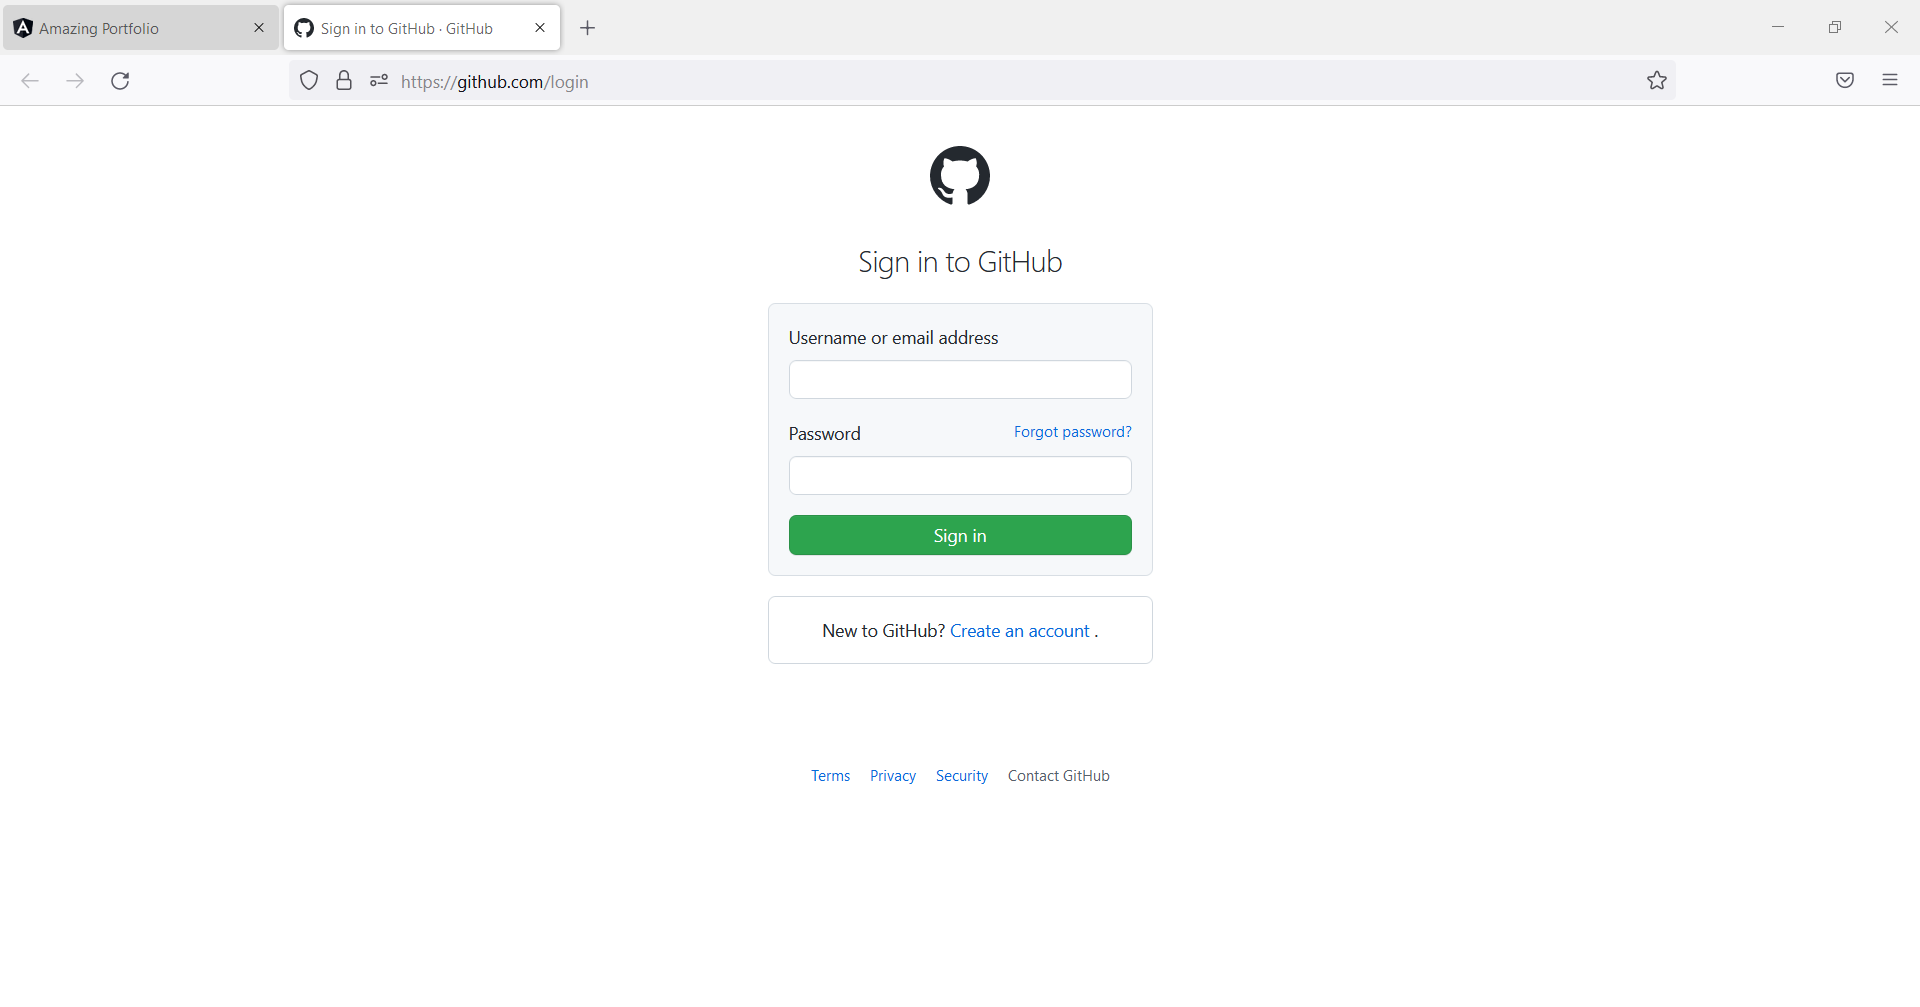 Amazing Portfolio
Sign in to GitHub · GitHub
https://github.com/login
Sign in to GitHub
Username or email address
Password
Forgot password?
Sign in
New to GitHub? Create an account .
Terms Privacy Security Contact GitHub